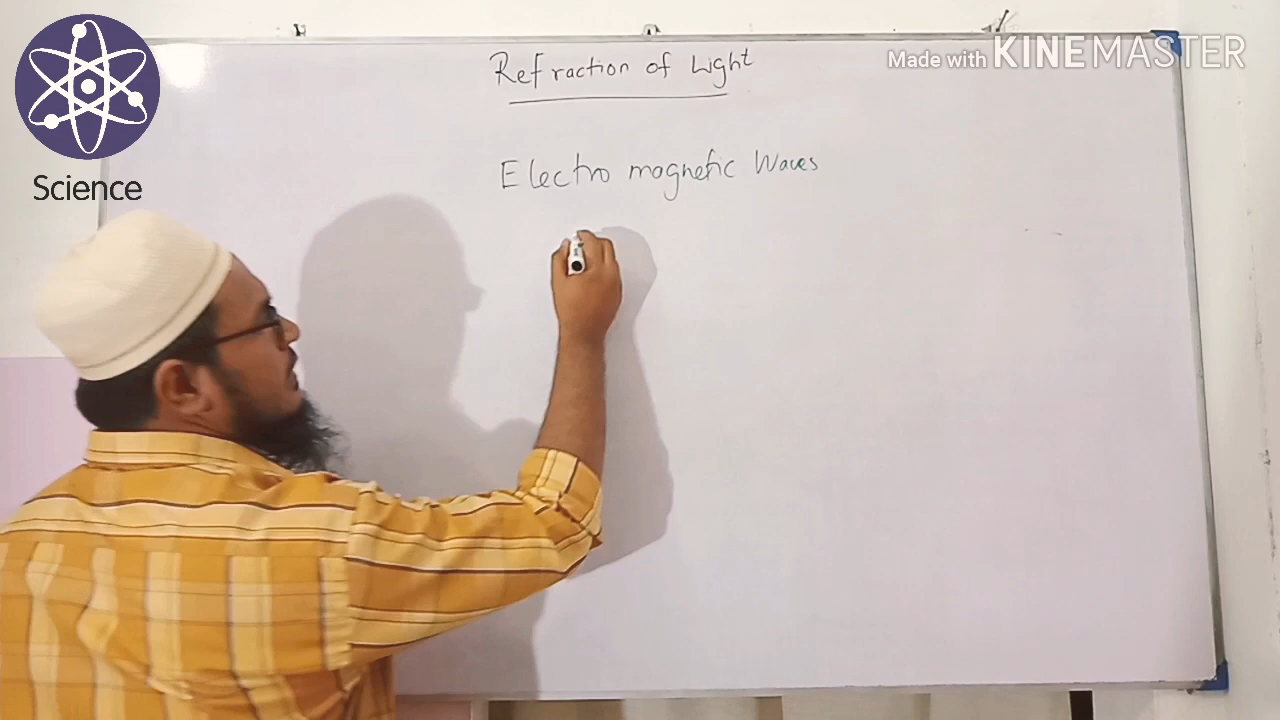 Refraction of Light
Made with KINEMASTER
Electro magnetic Waves
Science